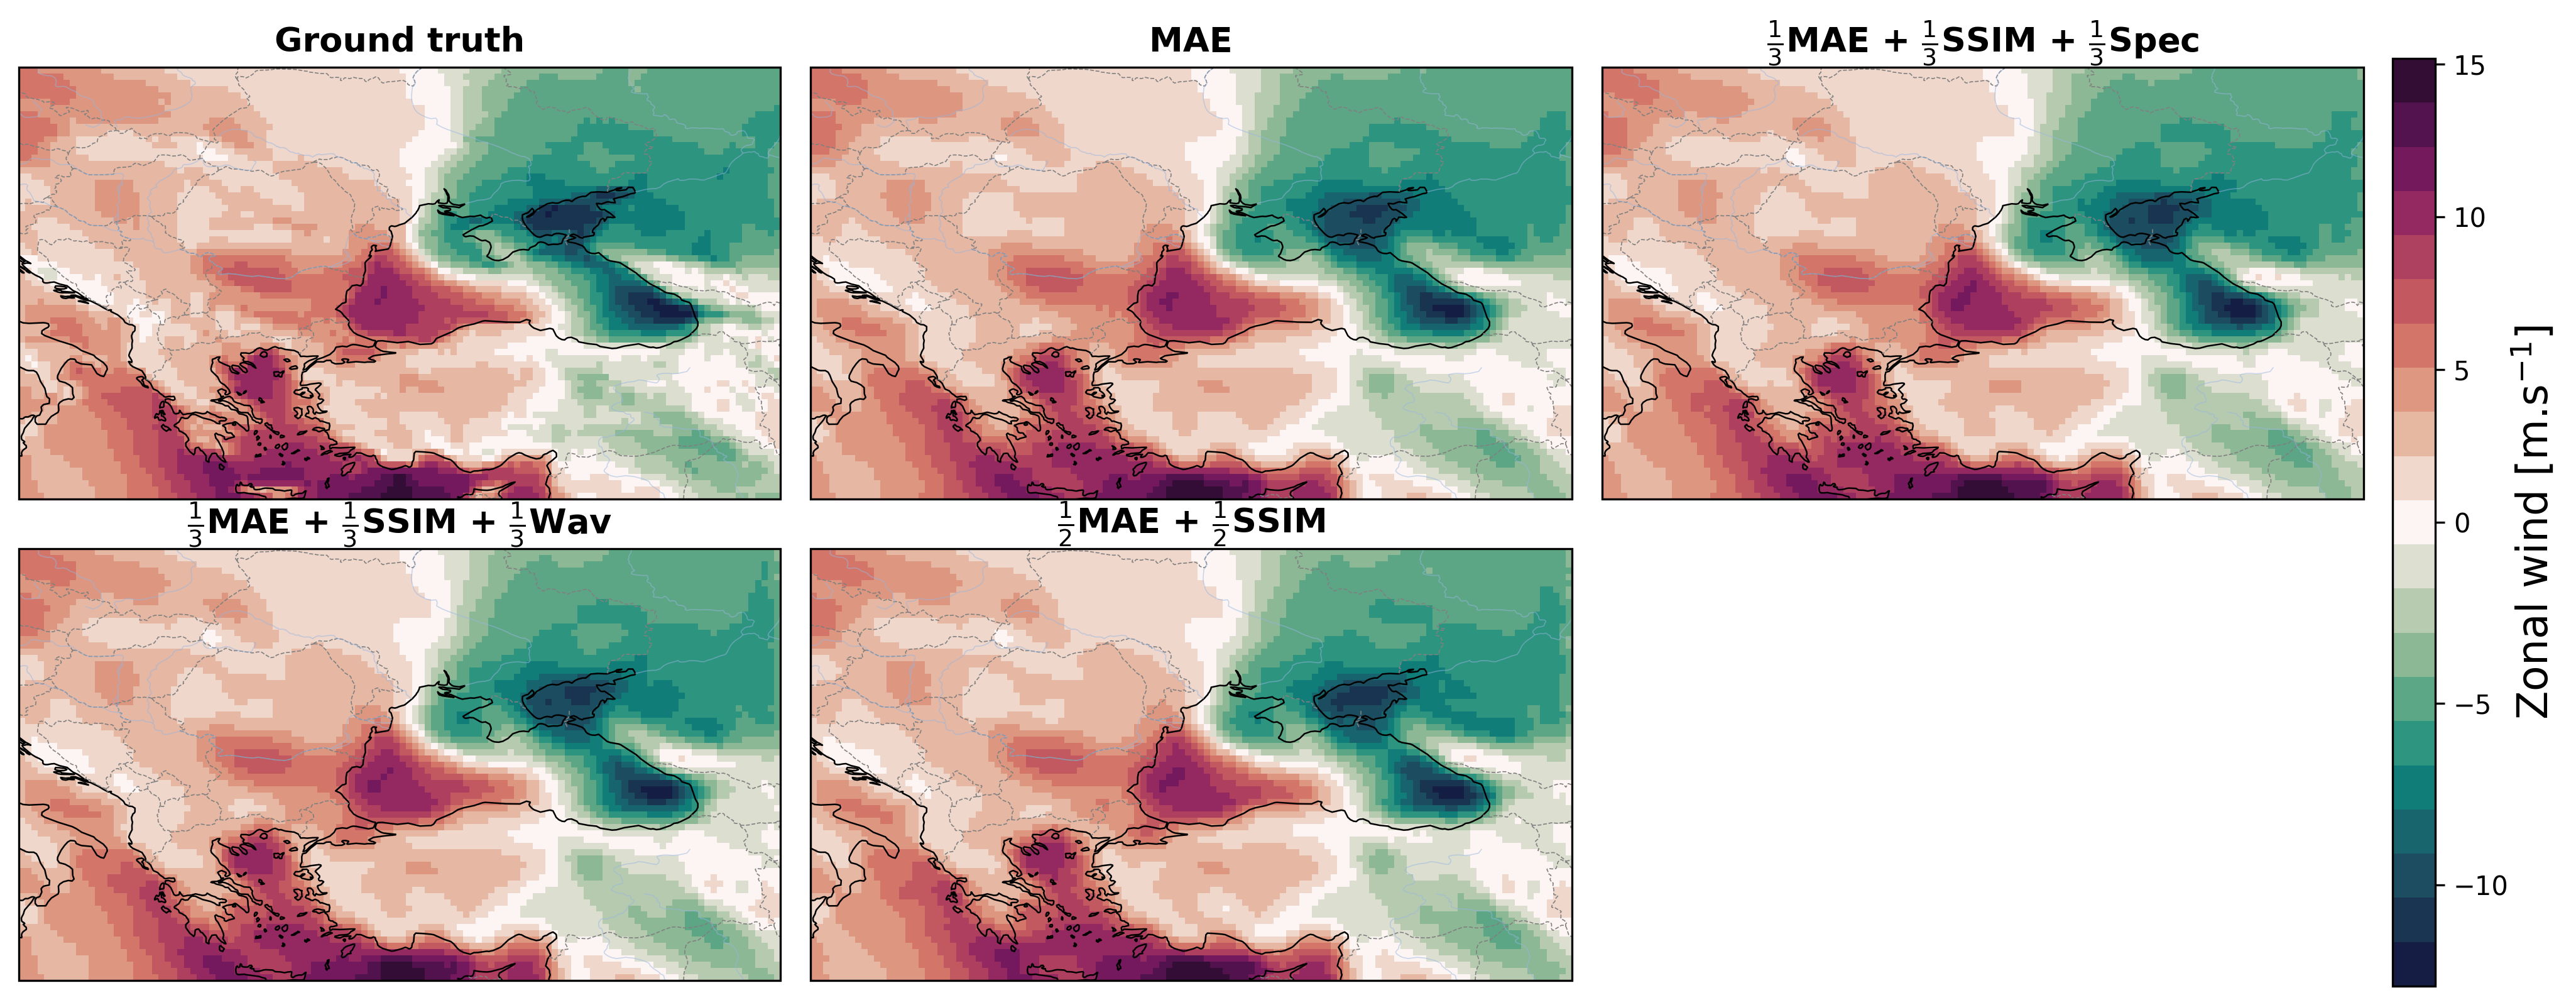 Ground truth
MAE
1/3MAE + 1/3SSIM + 1/3Spec
1/3MAE + 1/3SSIM + 1/3Wav
1/2MAE + 1/2SSIM
15
10
5
0
−5
−10
Zonal wind [m.s⁻¹]